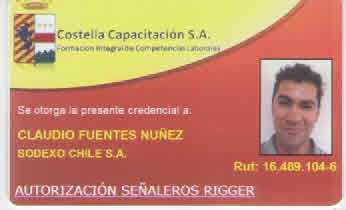 Costella Capacitación S.A.
Formación Integral de Competencias Laborales
Se otorga la presente credencial a:
CLAUDIO FUENTES NUÑEZ
SODEXO CHILE S.A.
Rut: 16.489.104-6
AUTORIZACIÓN SEÑALEROS RIGGER